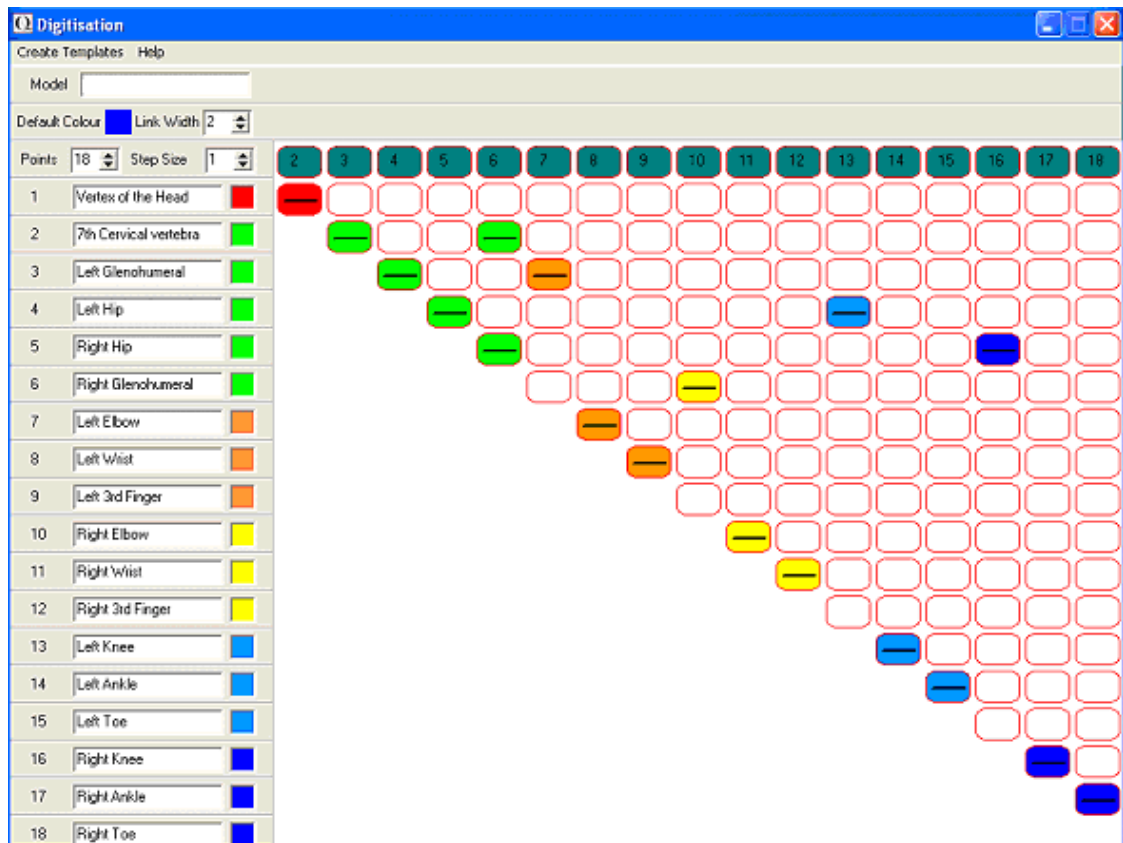 Digitisation
Create Templates Help
Model
Default Colour Link Width 2
Points 18 Step Size 1 2 3 4 5 6 7 8 9 10 11 12 13 14 15 16 17 18
1 Vertex of the Head
2 7th Cervical vertebra
3 Left Glenohumeral
4 Left Hip
5 Right Hip
6 Right Glenohumeral
7 Left Elbow
8 Left Wrist
9 Left 3rd Finger
10 Right Elbow
11 Right Wrist
12 Right 3rd Finger
13 Left Knee
14 Left Ankle
15 Left Toe
16 Right Knee
17 Right Ankle
18 Right Toe